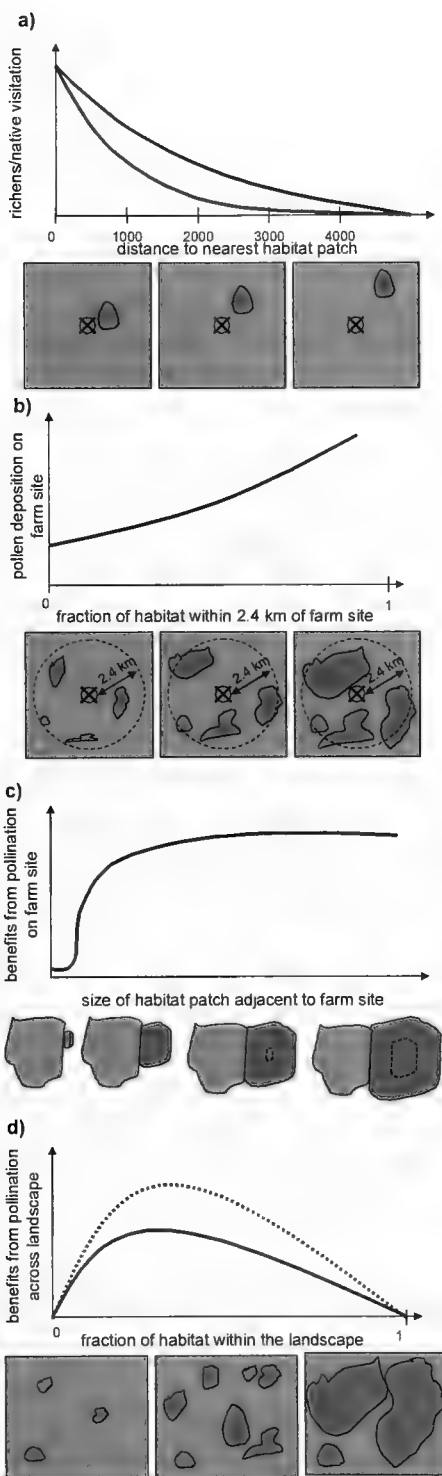 a)
richens/native visitation
0 1000 2000 3000 4000
distance to nearest habitat patch
b)
pollen deposition on
farm site
0 1
fraction of habitat within 2.4 km of farm site
2.4 km 2.4 km 2.4 km
c)
benefits from pollination
on farm site
size of habitat patch adjacent to farm site
d)
benefits from pollination
across landscape
0 1
fraction of habitat within the landscape